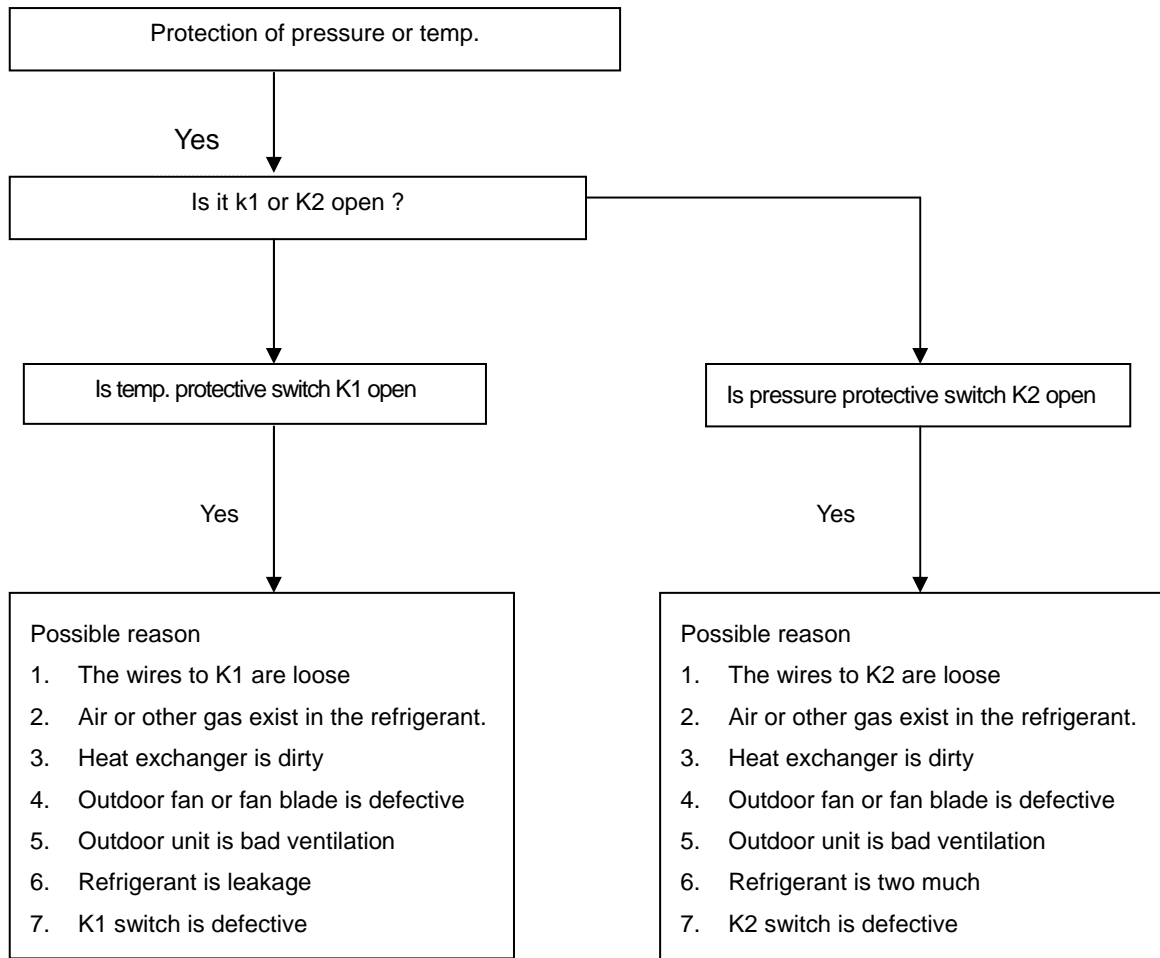 Protection of pressure or temp.
Yes
Is it k1 or K2 open ?
Is temp. protective switch K1 open
Is pressure protective switch K2 open
Yes
Yes
Possible reason
1. The wires to K1 are loose
2. Air or other gas exist in the refrigerant.
3. Heat exchanger is dirty
4. Outdoor fan or fan blade is defective
5. Outdoor unit is bad ventilation
6. Refrigerant is leakage
7. K1 switch is defective
Possible reason
1. The wires to K2 are loose
2. Air or other gas exist in the refrigerant.
3. Heat exchanger is dirty
4. Outdoor fan or fan blade is defective
5. Outdoor unit is bad ventilation
6. Refrigerant is two much
7. K2 switch is defective